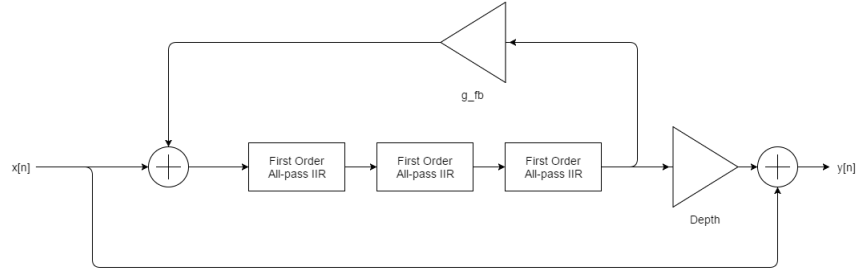 g_fb
x[n]
First Order
All-pass IIR
First Order
All-pass IIR
First Order
All-pass IIR
y[n]
Depth